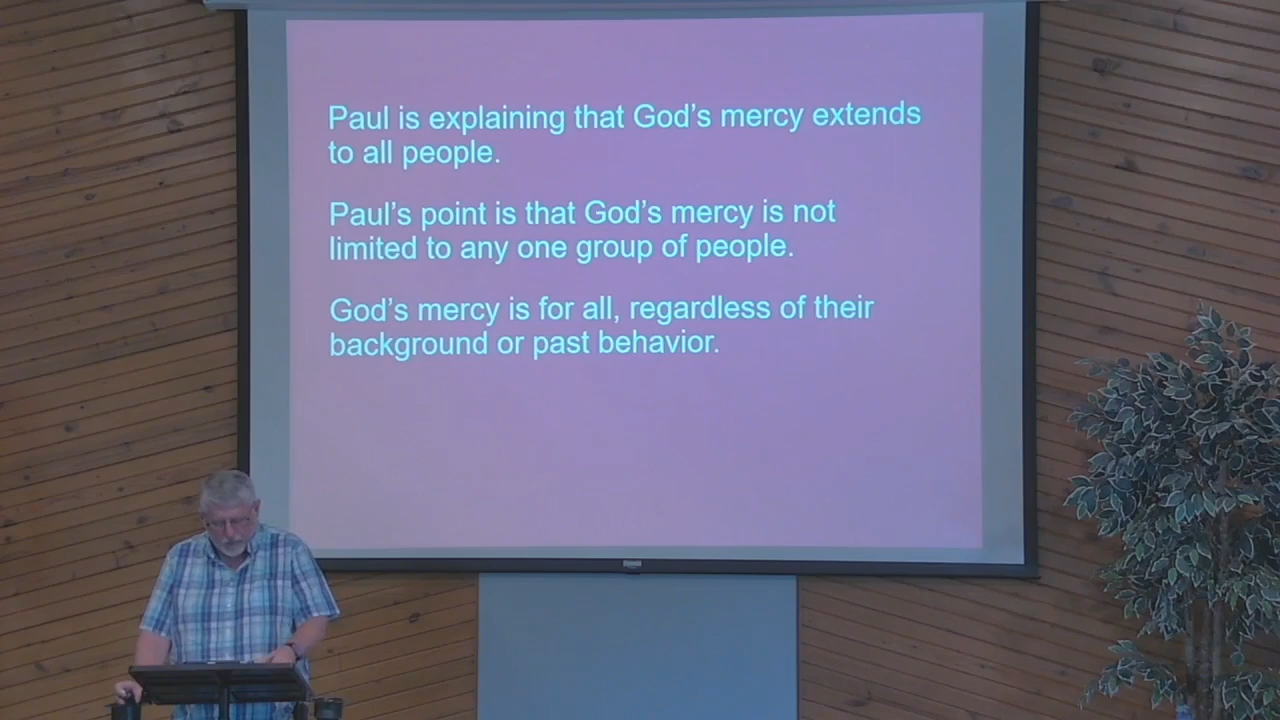 Paul is explaining that God's mercy extends
to all people.
Paul's point is that God's mercy is not
limited to any one group of people.
God's mercy is for all, regardless of their
background or past behavior.